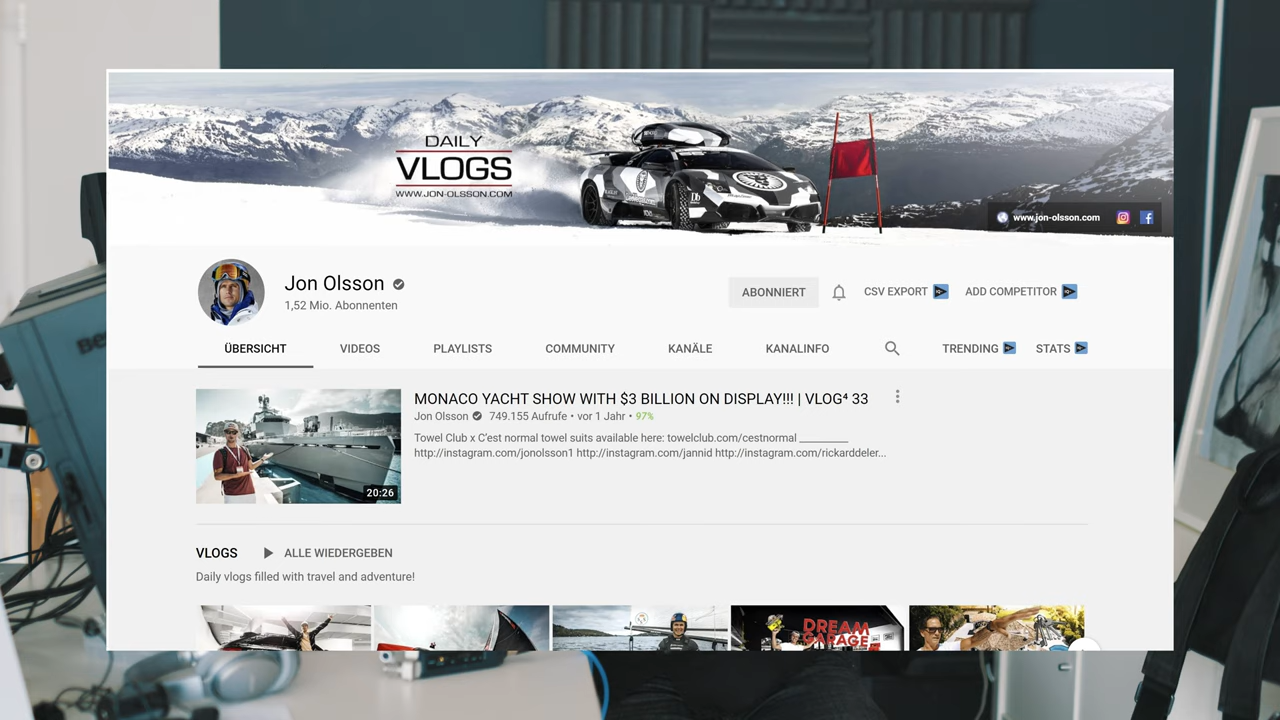 DAILY
VLOGS
WWW.JON-OLSSON.COM
www.jon-olsson.com
Jon Olsson
1,52 Mio. Abonnenten
ABONNIERT
CSV EXPORT
ADD COMPETITOR
ÜBERSICHT
VIDEOS
PLAYLISTS
COMMUNITY
KANÄLE
KANALINFO
TRENDING
STATS
MONACO YACHT SHOW WITH $3 BILLION ON DISPLAY!!! | VLOG⁴ 33
Jon Olsson 749.155 Aufrufe • vor 1 Jahr • 97%
Towel Club x C'est normal towel suits available here: towelclub.com/cestnormal __________
http://instagram.com/jonolsson1 http://instagram.com/jannid http://instagram.com/rickarddeler...
20:26
VLOGS
ALLE WIEDERGEBEN
Daily vlogs filled with travel and adventure!
DREAM
GARAGE